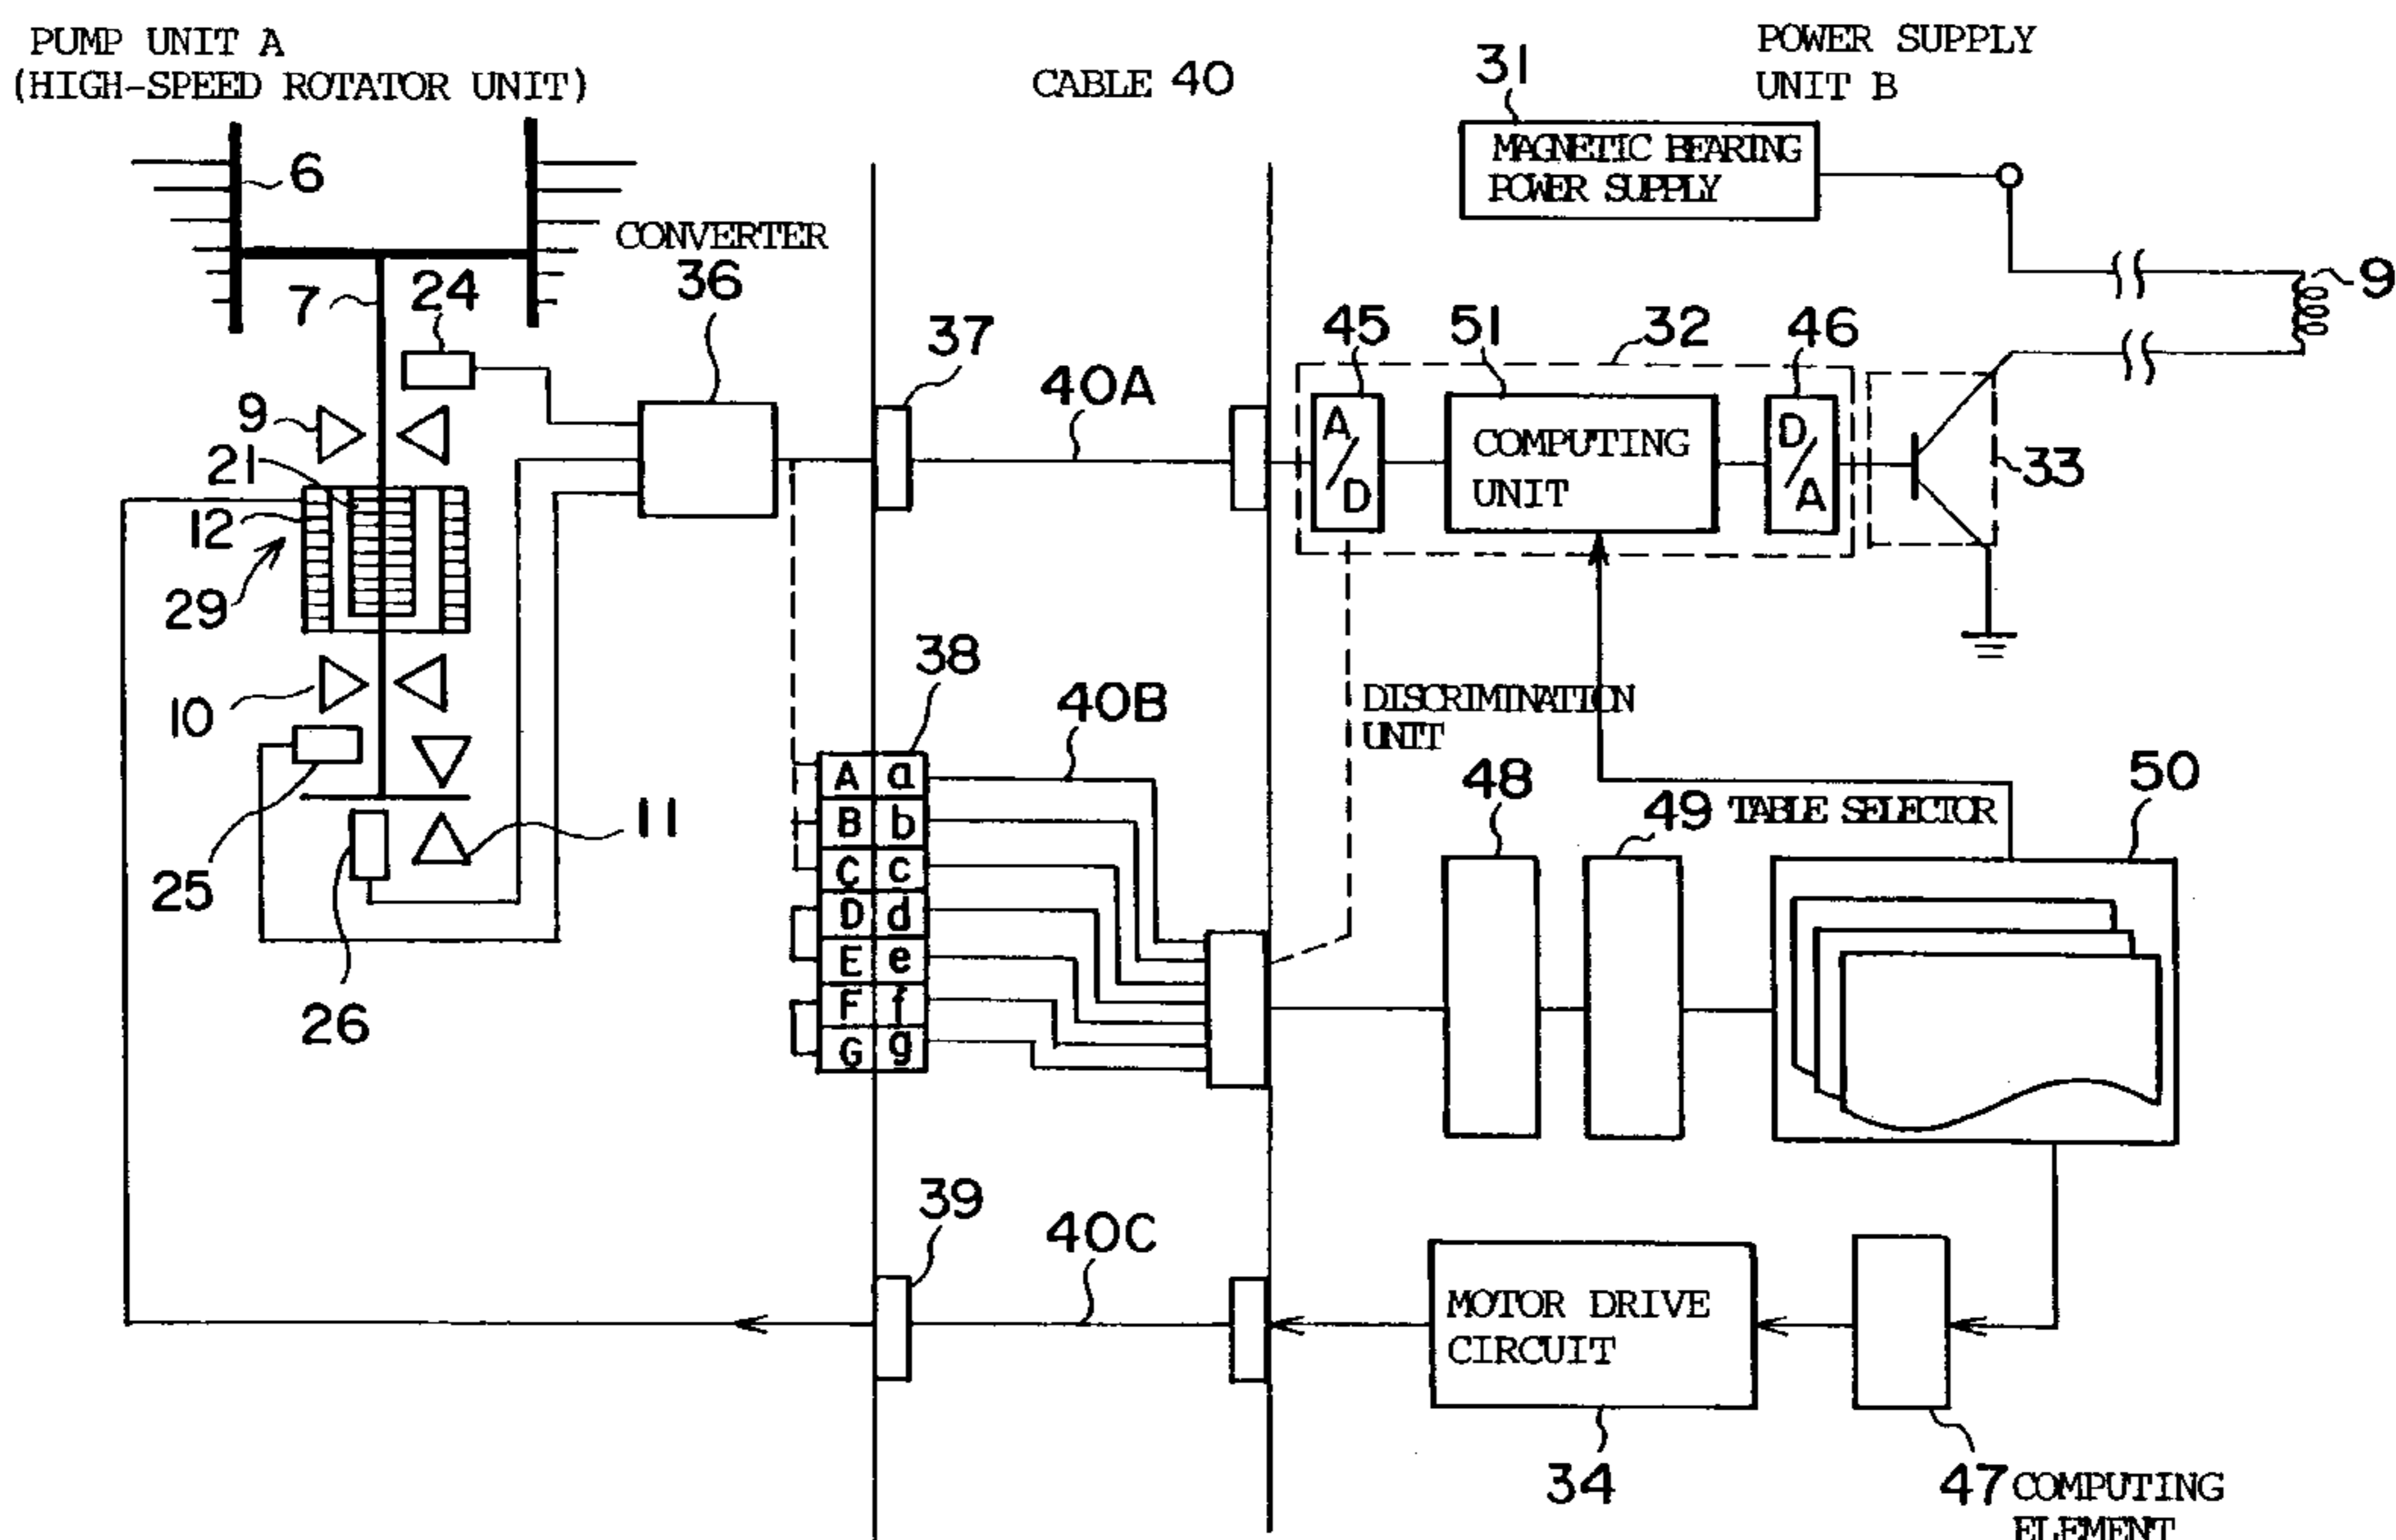 PUMP UNIT A
(HIGH-SPEED ROTATOR UNIT)
CABLE 40
POWER SUPPLY
UNIT B
31
MAGNETIC BEARING
POWER SUPPLY
6
CONVERTER
36
7
24
9
37
40A
45
51
32
46
9
21
12
29
A/D
COMPUTING
UNIT
D/A
33
38
40B
10
DISCRIMINATION
UNIT
48
49
TABLE SELECTOR
50
25
26
11
A a
B b
C c
D d
E e
F f
G g
39
40C
MOTOR DRIVE
CIRCUIT
34
47 COMPUTING
ELEMENT